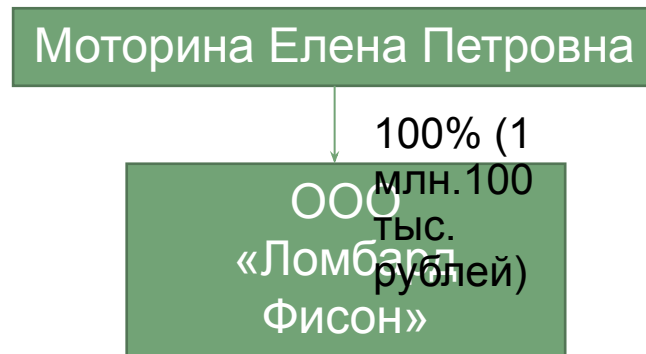 Моторина Елена Петровна
100% (1
млн.100
тыс.
рублей)
ООО
«Ломбард
Фисон»